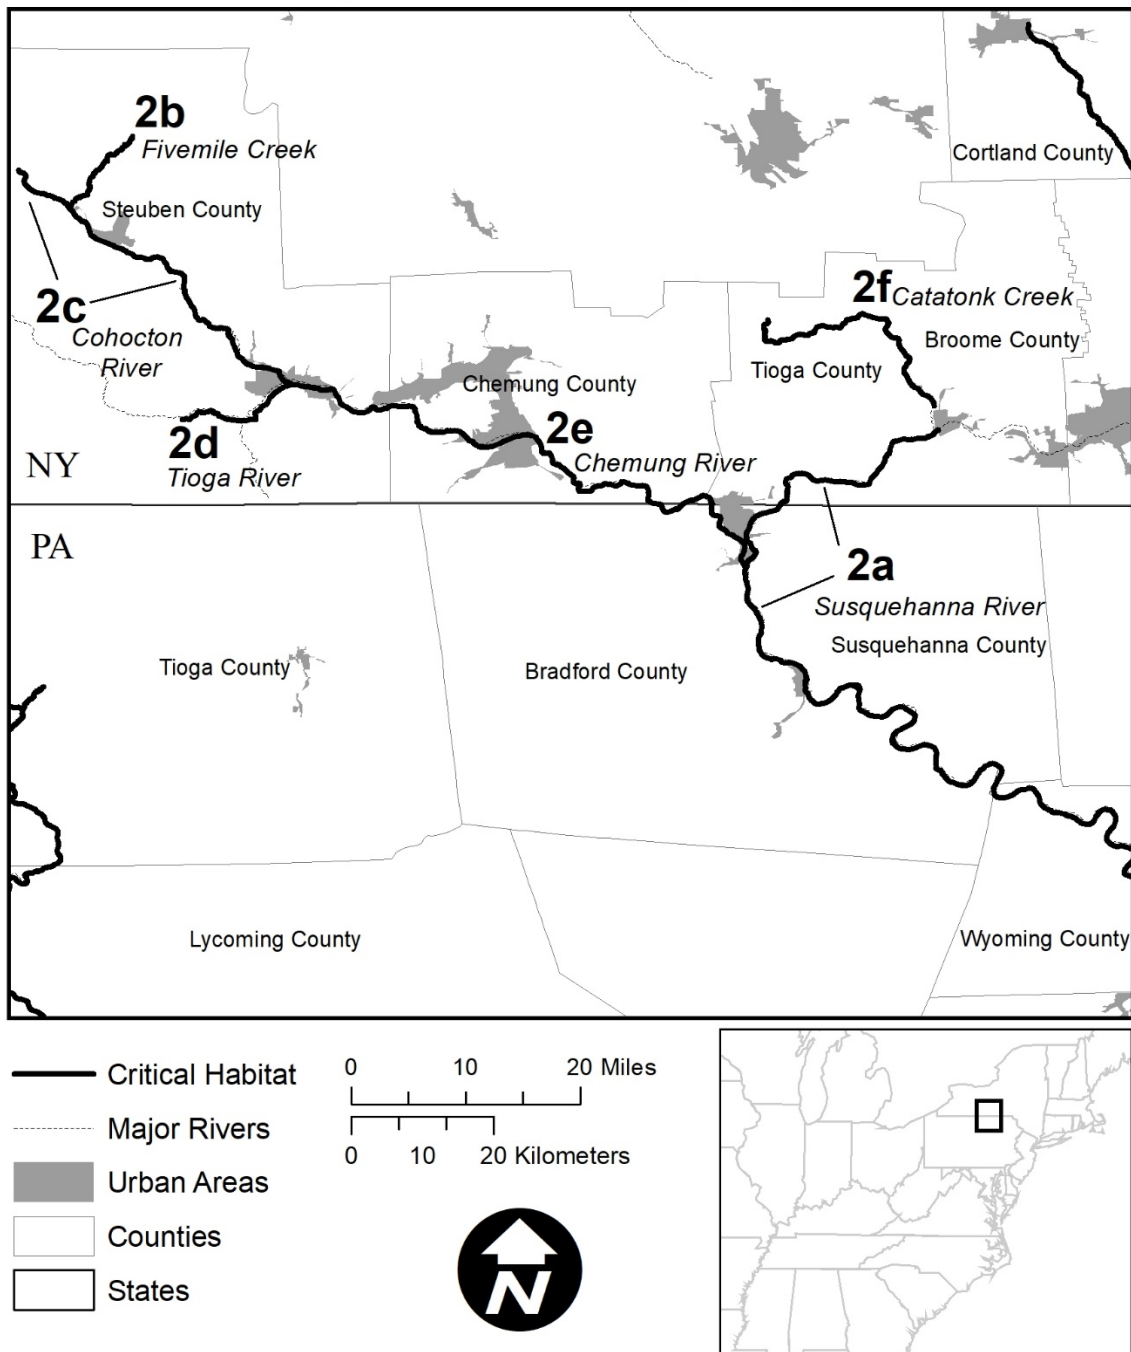 2b
Fivemile Creek
Cortland County
Steuben County
2c
Cohocton
River
2f Catatonk Creek
Broome County
Tioga County
Chemung County
2d
Tioga River
2e
Chemung River
NY
PA
2a
Susquehanna River
Susquehanna County
Tioga County
Bradford County
Lycoming County
Wyoming County
Critical Habitat
Major Rivers
Urban Areas
Counties
States
0 10 20 Miles
0 10 20 Kilometers
N